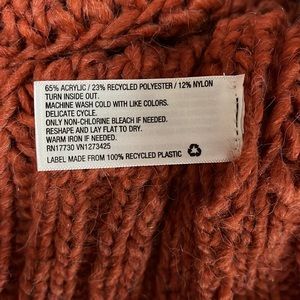 65% ACRYLIC / 23% RECYCLED POLYESTER / 12% NYLON
TURN INSIDE OUT.
MACHINE WASH COLD WITH LIKE COLORS.
DELICATE CYCLE.
ONLY NON-CHLORINE BLEACH IF NEEDED.
RESHAPE AND LAY FLAT TO DRY.
WARM IRON IF NEEDED.
RN17730 VN1273425
LABEL MADE FROM 100% RECYCLED PLASTIC